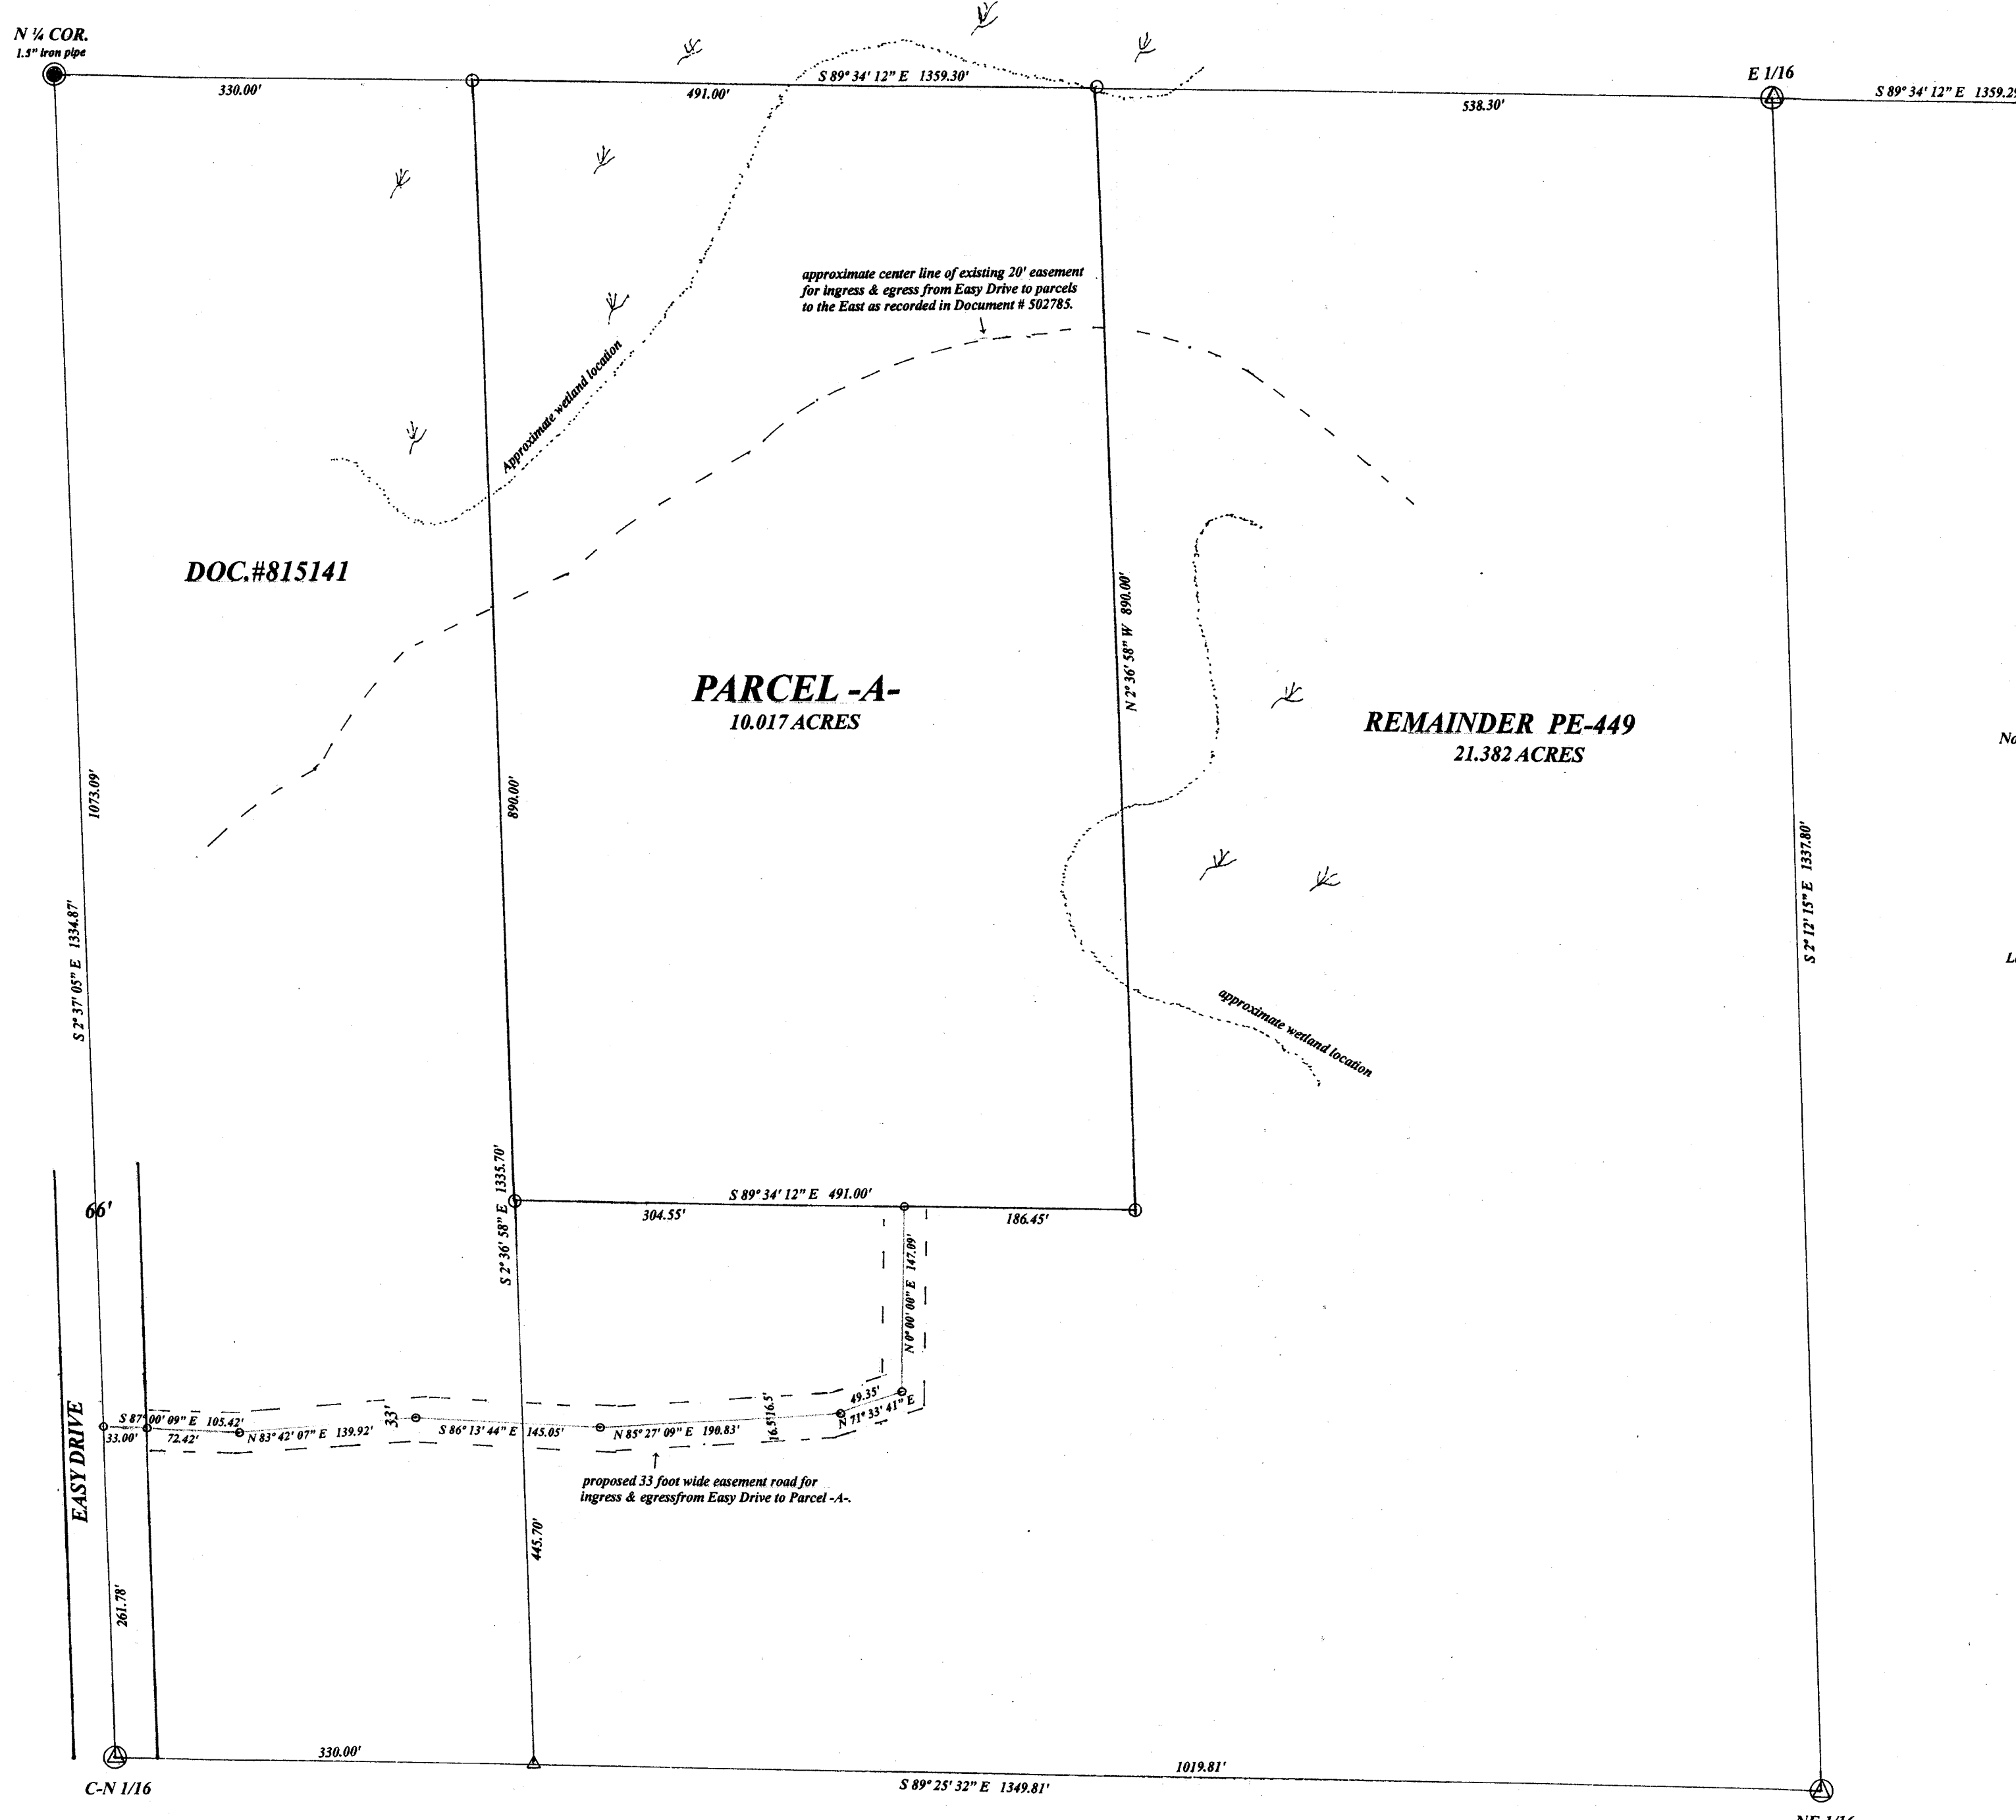 N ¼ COR.
1.5" iron pipe
S 89° 34' 12" E 1359.30'
E 1/16
S 89° 34' 12" E 1359.29
330.00'
491.00'
538.30'
approximate center line of existing 20' easement
for ingress & egress from Easy Drive to parcels
to the East as recorded in Document # 502785.
Approximate wetland location
DOC.#815141
PARCEL -A-
10.017 ACRES
N 2° 36' 58" W 890.00'
REMAINDER PE-449
21.382 ACRES
1073.09'
890.00'
S 2° 37' 05" E 1334.87'
S 2° 12' 15" E 1337.80'
approximate wetland location
66'
S 2° 36' 58" E 1335.70'
S 89° 34' 12" E 491.00'
304.55'
186.45'
N 0° 00' 00" E 147.09'
EASY DRIVE
S 87° 00' 09" E 105.42'
33.00'
72.42'
N 83° 42' 07" E 139.92'
33'
S 86° 13' 44" E 145.05'
N 85° 27' 09" E 190.83'
16.5'
16.5'
49.35'
N 71° 33' 41" E
proposed 33 foot wide easement road for
ingress & egressfrom Easy Drive to Parcel -A-.
445.70'
261.78'
330.00'
1019.81'
C-N 1/16
S 89° 25' 32" E 1349.81'